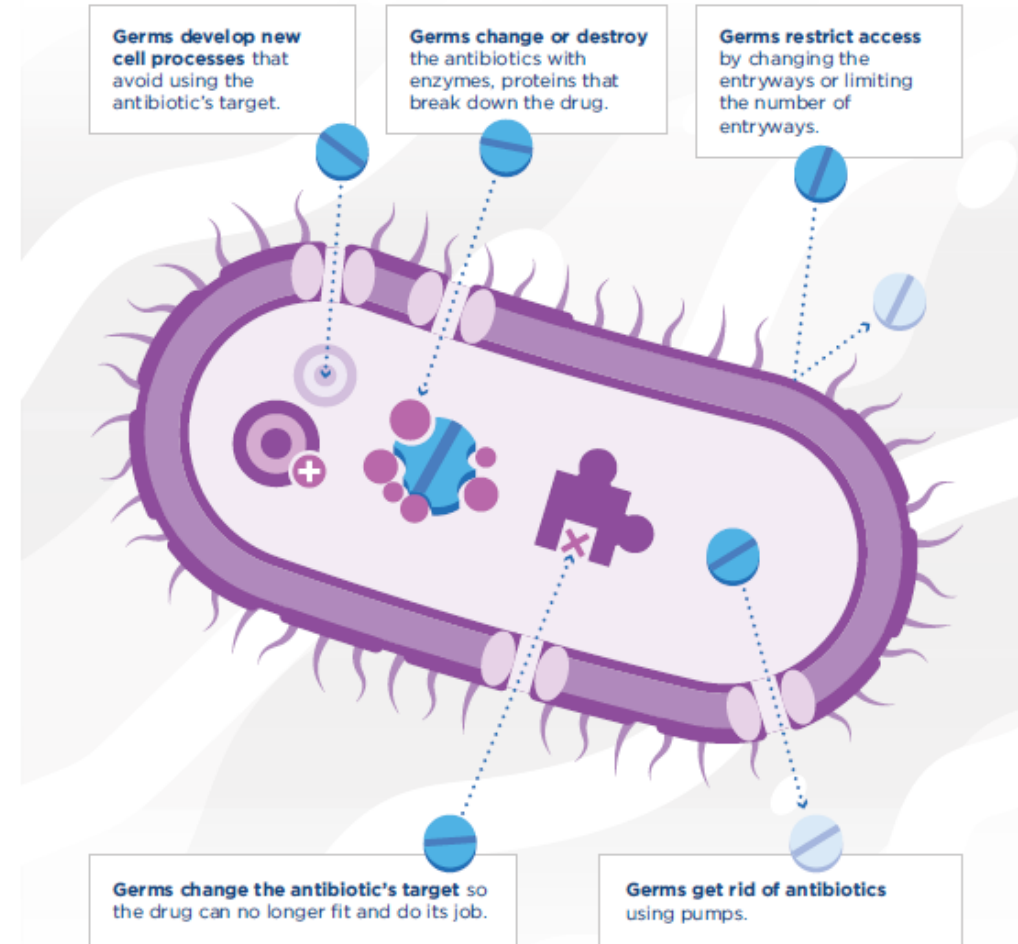 Germs develop new
cell processes that
avoid using the
antibiotic's target.
Germs change or destroy
the antibiotics with
enzymes, proteins that
break down the drug.
Germs restrict access
by changing the
entryways or limiting
the number of
entryways.
Germs change the antibiotic's target so
the drug can no longer fit and do its job.
Germs get rid of antibiotics
using pumps.